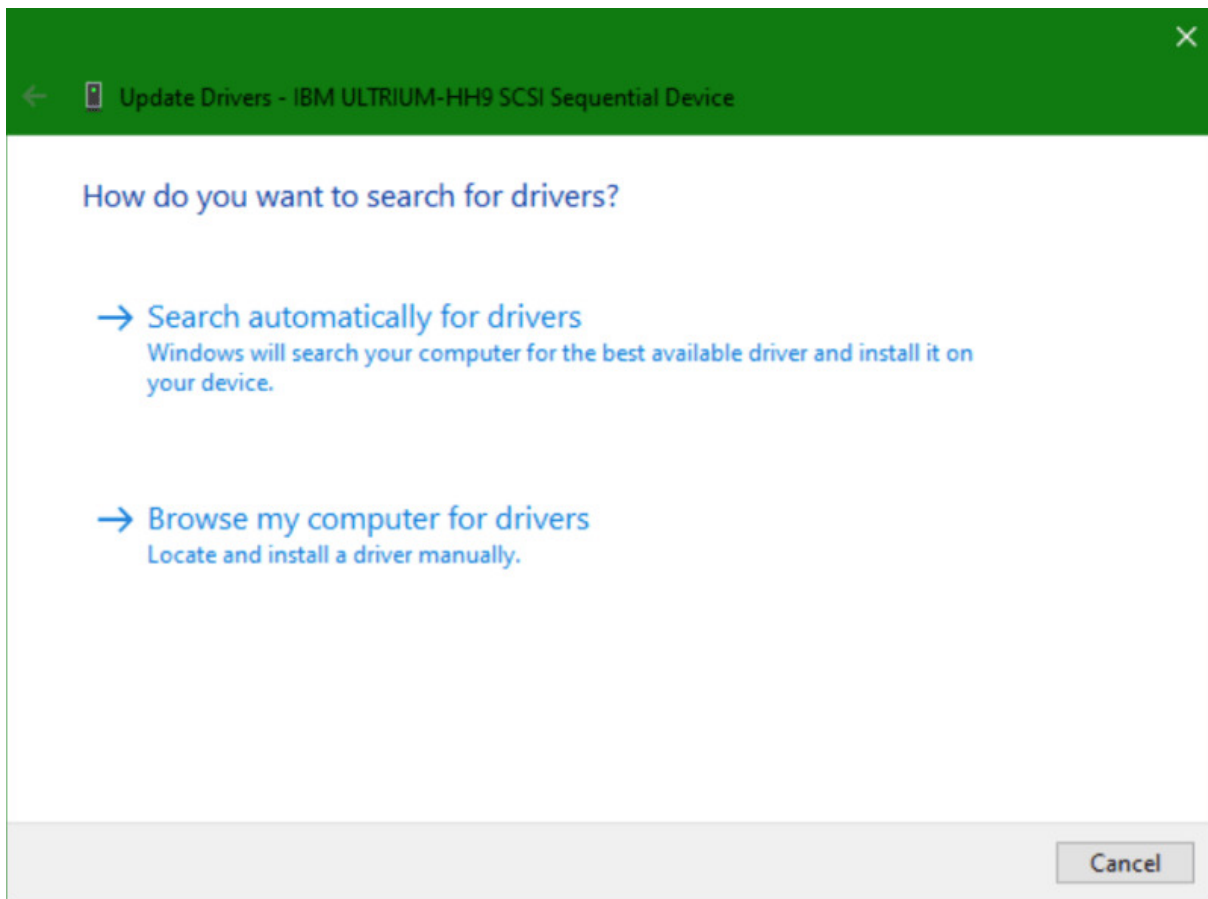 Update Drivers - IBM ULTRIUM-HH9 SCSI Sequential Device
How do you want to search for drivers?
Search automatically for drivers
Windows will search your computer for the best available driver and install it on
your device.
Browse my computer for drivers
Locate and install a driver manually.
Cancel